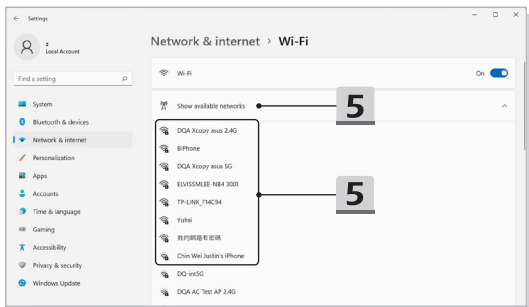 Settings
z
Local Account
Find a setting
System
Bluetooth & devices
Network & internet
Personalization
Apps
Accounts
Time & language
Gaming
Accessibility
Privacy & security
Windows Update
Network & internet > Wi-Fi
Wi-Fi
On
Show available networks
5
DQA Xcopy asus 2.4G
BiPhone
DQA Xcopy asus 5G
ELVISSMLEE-NB4 3001
5
TP-LINK_F14C94
Yuhsii
我的網路有密碼
Chin Wei Justin's iPhone
DQ-int5G
DQA AC Test AP 2.4G